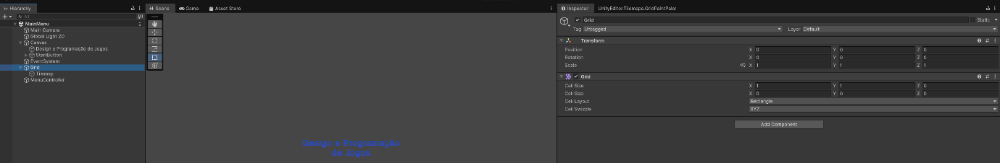 Hierarchy
All
MainMenu
Main Camera
Global Light 2D
Canvas
Design e Programação de Jogos
StartButton
EventSystem
Grid
Tilemap
MenuController
Scene
Game
Asset Store
Design e Programação
de Jogos
Inspector
UnityEditor.Tilemaps.GridPaintPalet
Grid
Static
Tag Untagged
Layer Default
Transform
Position X 0 Y 0 Z 0
Rotation X 0 Y 0 Z 0
Scale X 1 Y 1 Z 1
Grid
Cell Size X 1 Y 1 Z 0
Cell Gap X 0 Y 0 Z 0
Cell Layout Rectangle
Cell Swizzle XYZ
Add Component